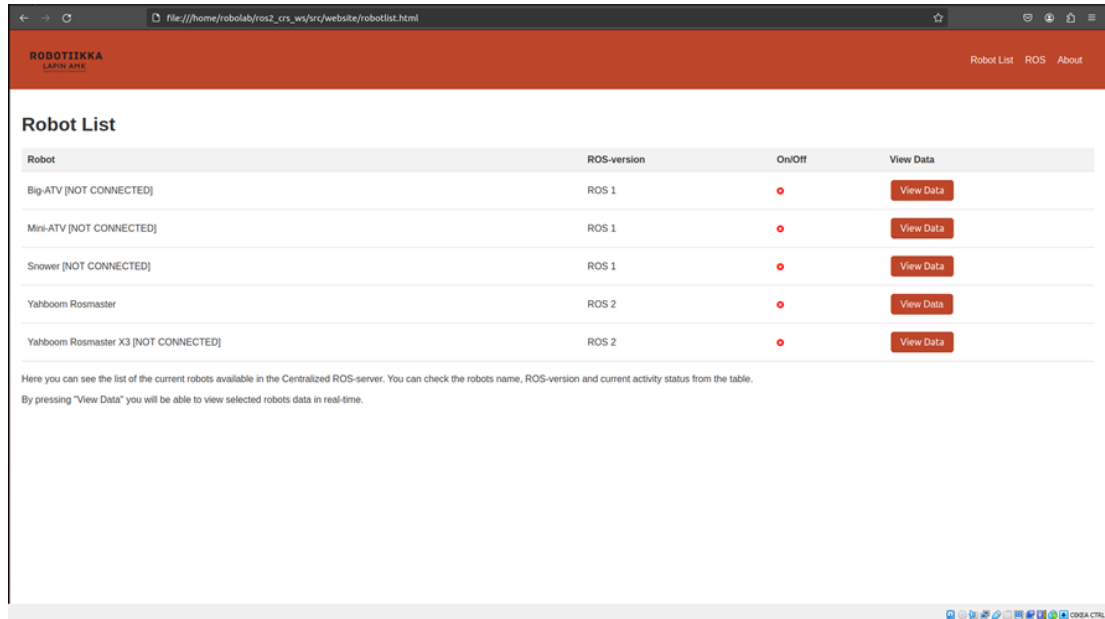 file:///home/robolab/ros2_crs_ws/src/website/robotlist.html
ROBOTIIKKA
LAPIN AMK
Robot List ROS About
Robot List
Robot ROS-version On/Off View Data
Big-ATV [NOT CONNECTED] ROS 1 View Data
Mini-ATV [NOT CONNECTED] ROS 1 View Data
Snower [NOT CONNECTED] ROS 1 View Data
Yahboom Rosmaster ROS 2 View Data
Yahboom Rosmaster X3 [NOT CONNECTED] ROS 2 View Data
Here you can see the list of the current robots available in the Centralized ROS-server. You can check the robots name, ROS-version and current activity status from the table.
By pressing "View Data" you will be able to view selected robots data in real-time.
CTRL